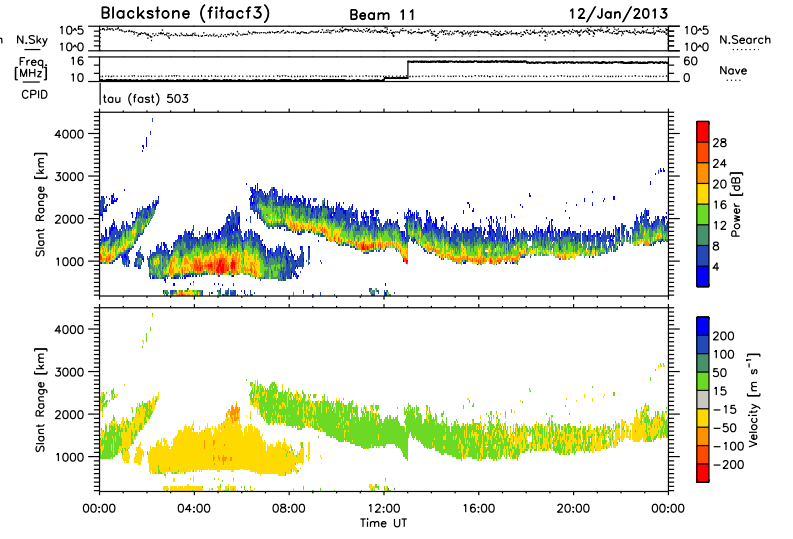 Blackstone (fitacf3) Beam 11 12/Jan/2013
N.Sky 10^5 10^0 10^5 10^0 N.Search
Freq. [MHz] 16 10 60 0 Nave
CPID tau (fast) 503
Slant Range [km] 4000 3000 2000 1000
Power [dB] 28 24 20 16 12 8 4
Slant Range [km] 4000 3000 2000 1000
Velocity [m s⁻¹] 200 100 50 15 −15 −50 −100 −200
00:00 04:00 08:00 12:00 16:00 20:00 00:00
Time UT